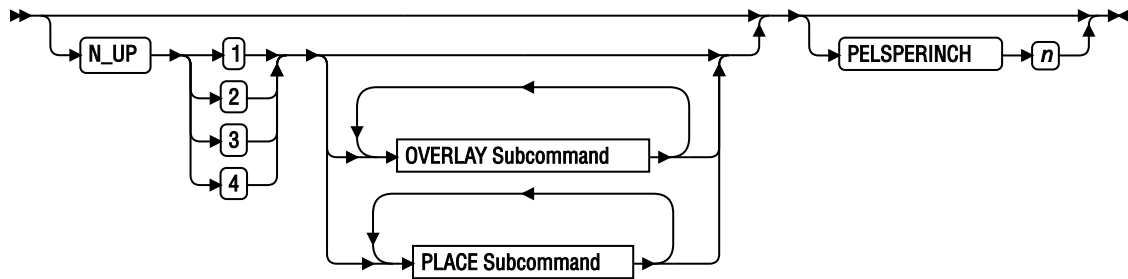 N_UP 1 PELSPERINCH n
2
3
4
OVERLAY Subcommand
PLACE Subcommand